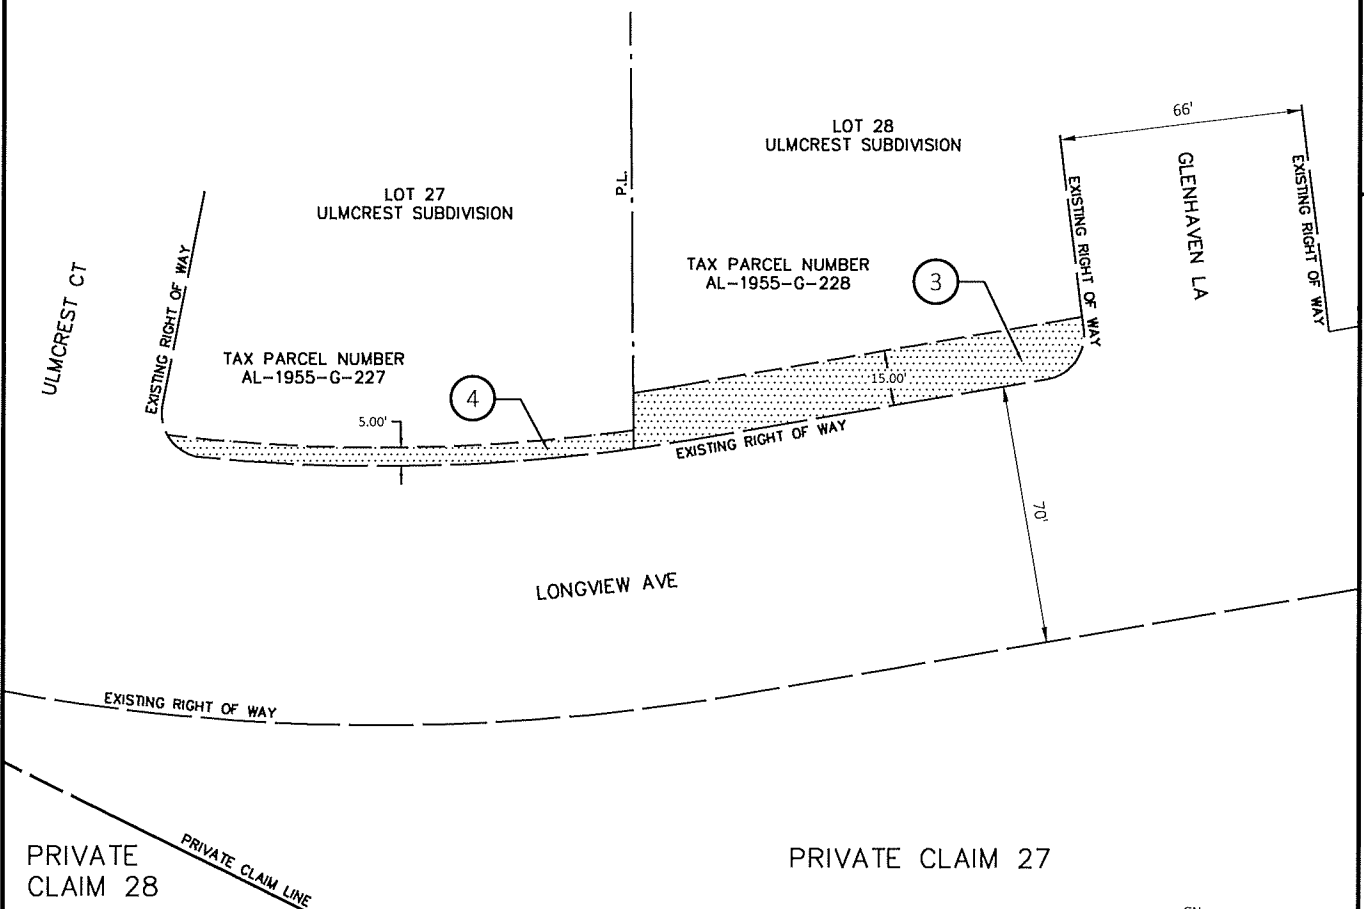 66'
LOT 28
ULMCREST SUBDIVISION
LOT 27
ULMCREST SUBDIVISION
P.L.
GLENHAVEN LA
EXISTING RIGHT OF WAY
EXISTING RIGHT OF WAY
EXISTING RIGHT OF WAY
ULMCREST CT
TAX PARCEL NUMBER
AL-1955-G-228
3
TAX PARCEL NUMBER
AL-1955-G-227
4
5.00'
15.00'
EXISTING RIGHT OF WAY
70'
LONGVIEW AVE
EXISTING RIGHT OF WAY
PRIVATE CLAIM LINE
PRIVATE
CLAIM 28
PRIVATE CLAIM 27